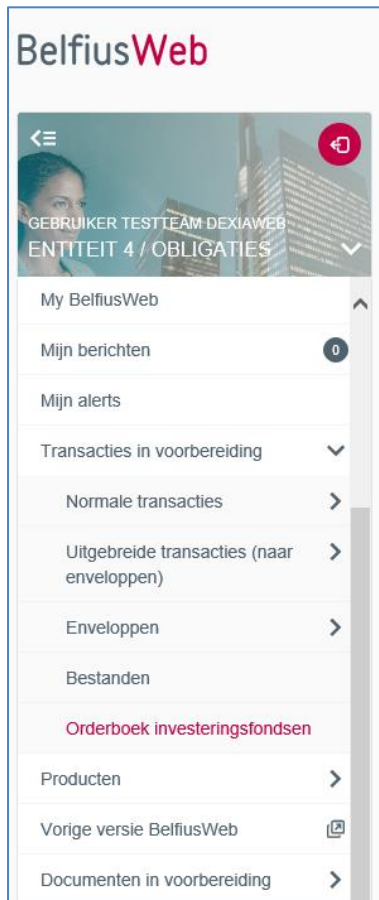 BelfiusWeb
GEBRUIKER TESTTEAM DEXIAWEB
ENTITEIT 4 / OBLIGATIES
My BelfiusWeb
Mijn berichten 0
Mijn alerts
Transacties in voorbereiding
Normale transacties
Uitgebreide transacties (naar
enveloppen)
Enveloppen
Bestanden
Orderboek investeringsfondsen
Producten
Vorige versie BelfiusWeb
Documenten in voorbereiding